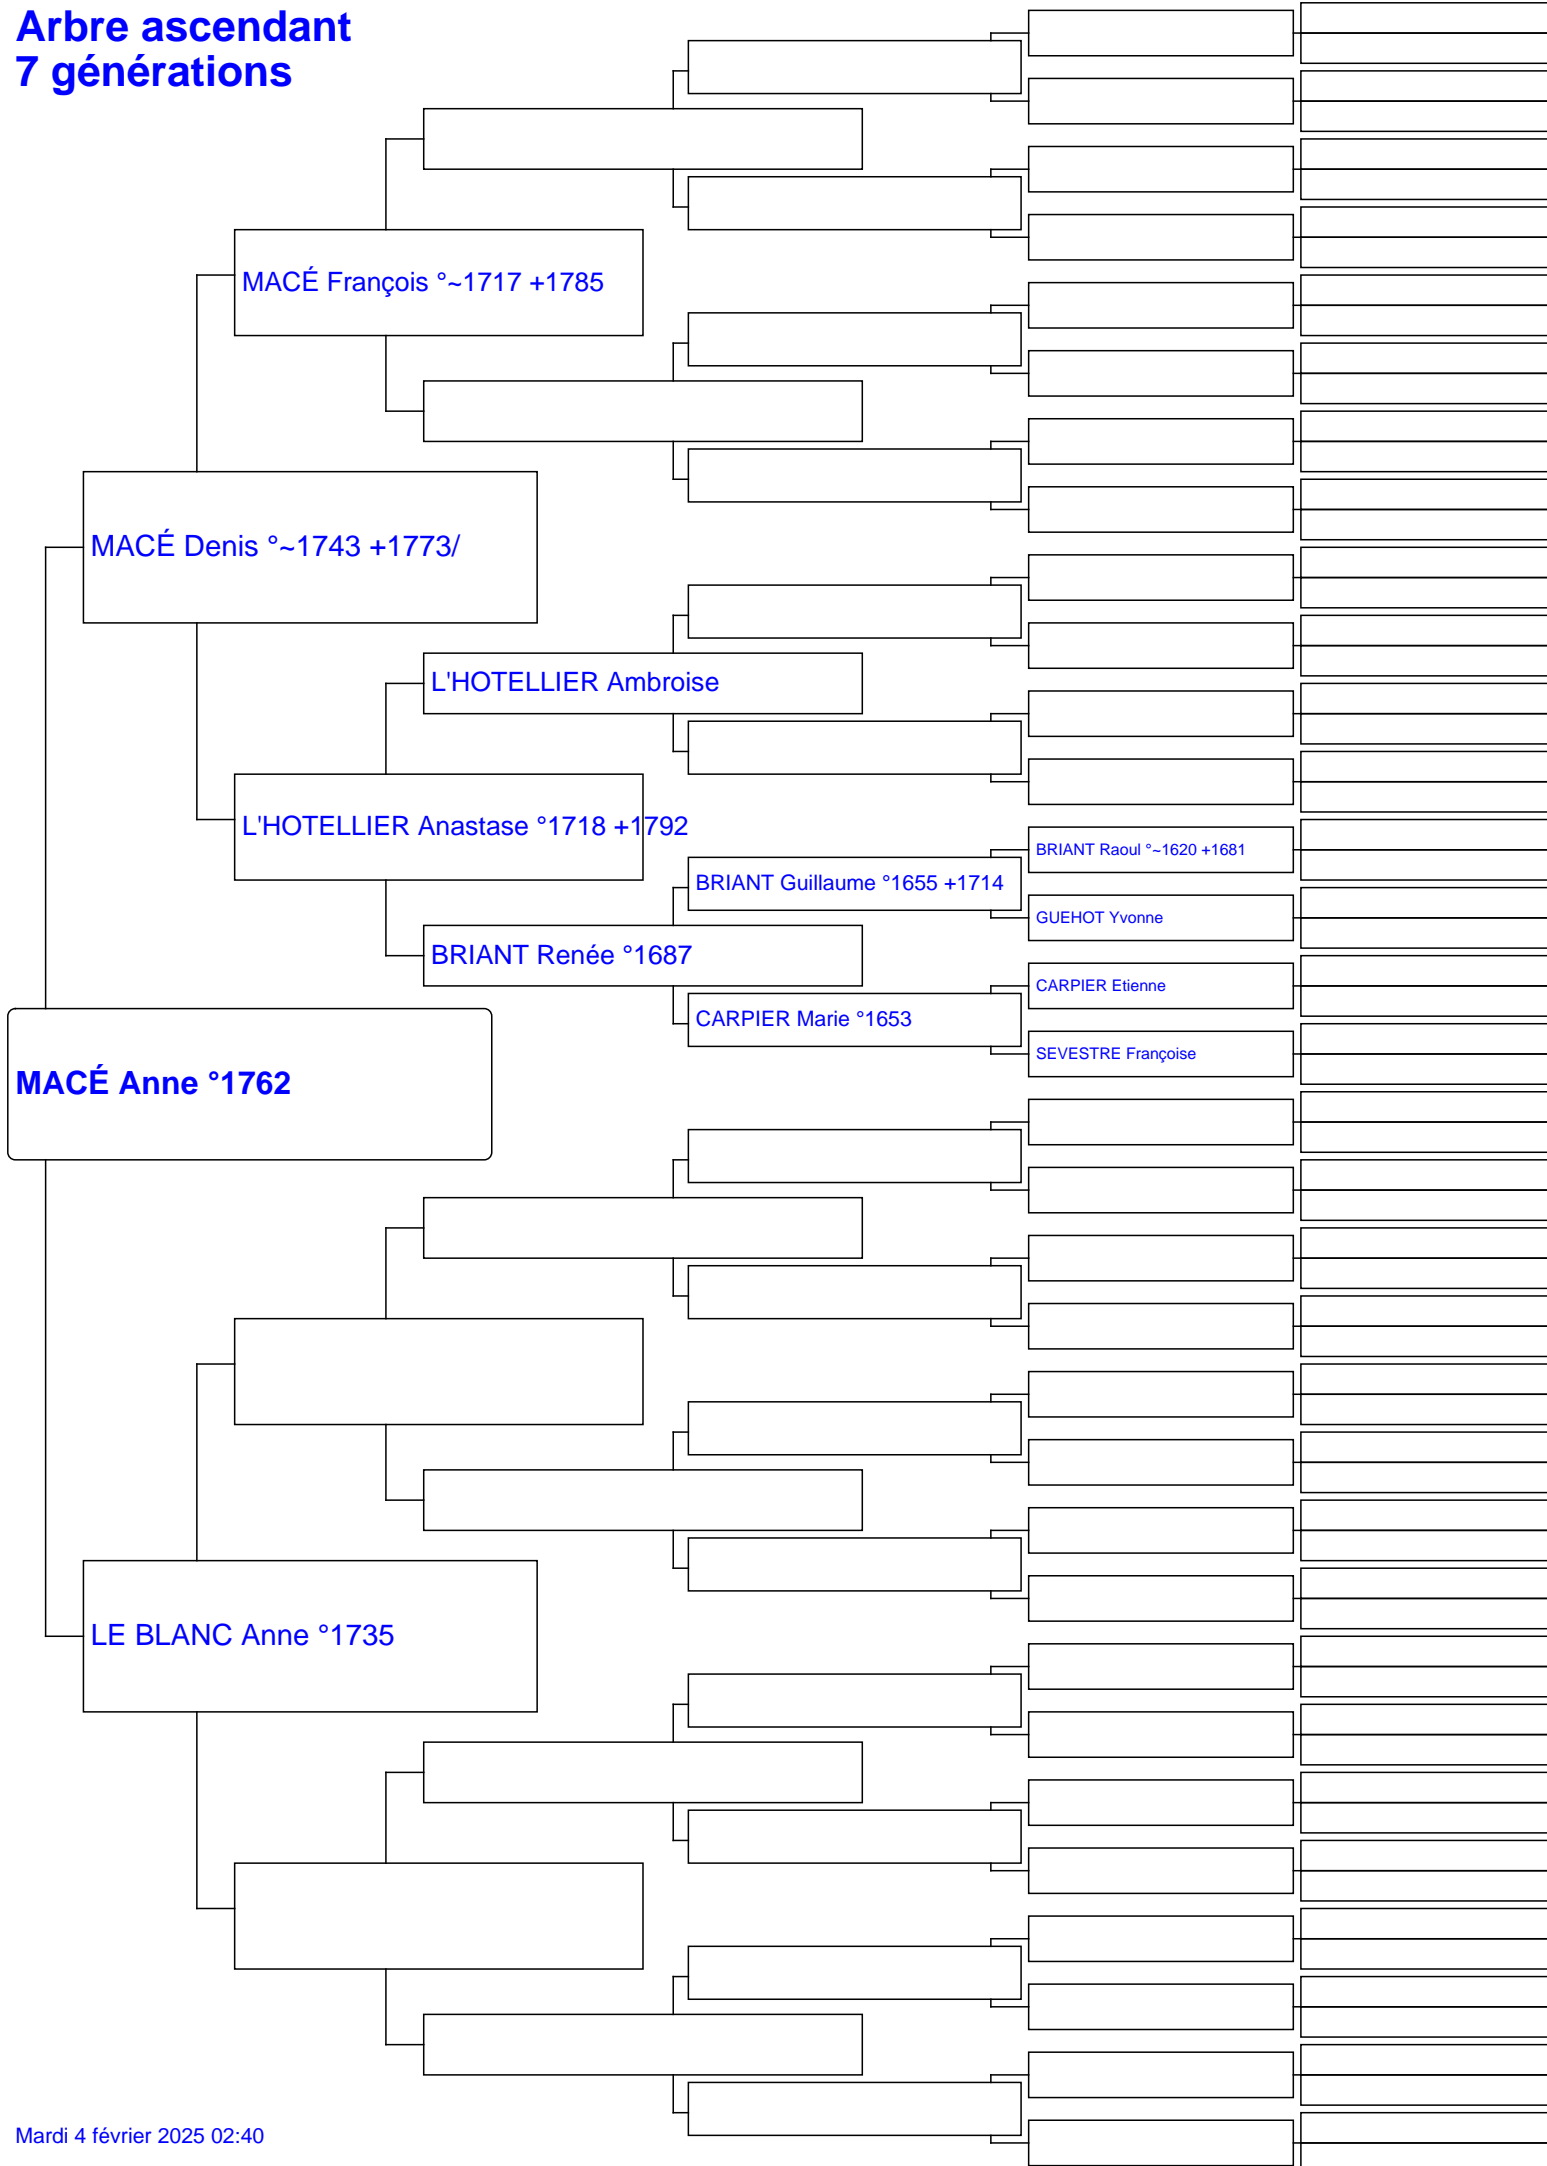 Arbre ascendant
7 générations
MACÉ François °~1717 +1785
MACÉ Denis °~1743 +1773/
L'HOTELLIER Ambroise
L'HOTELLIER Anastase °1718 +1792
BRIANT Raoul °~1620 +1681
BRIANT Guillaume °1655 +1714
GUEHOT Yvonne
BRIANT Renée °1687
CARPIER Etienne
CARPIER Marie °1653
SEVESTRE Françoise
MACÉ Anne °1762
LE BLANC Anne °1735
Mardi 4 février 2025 02:40